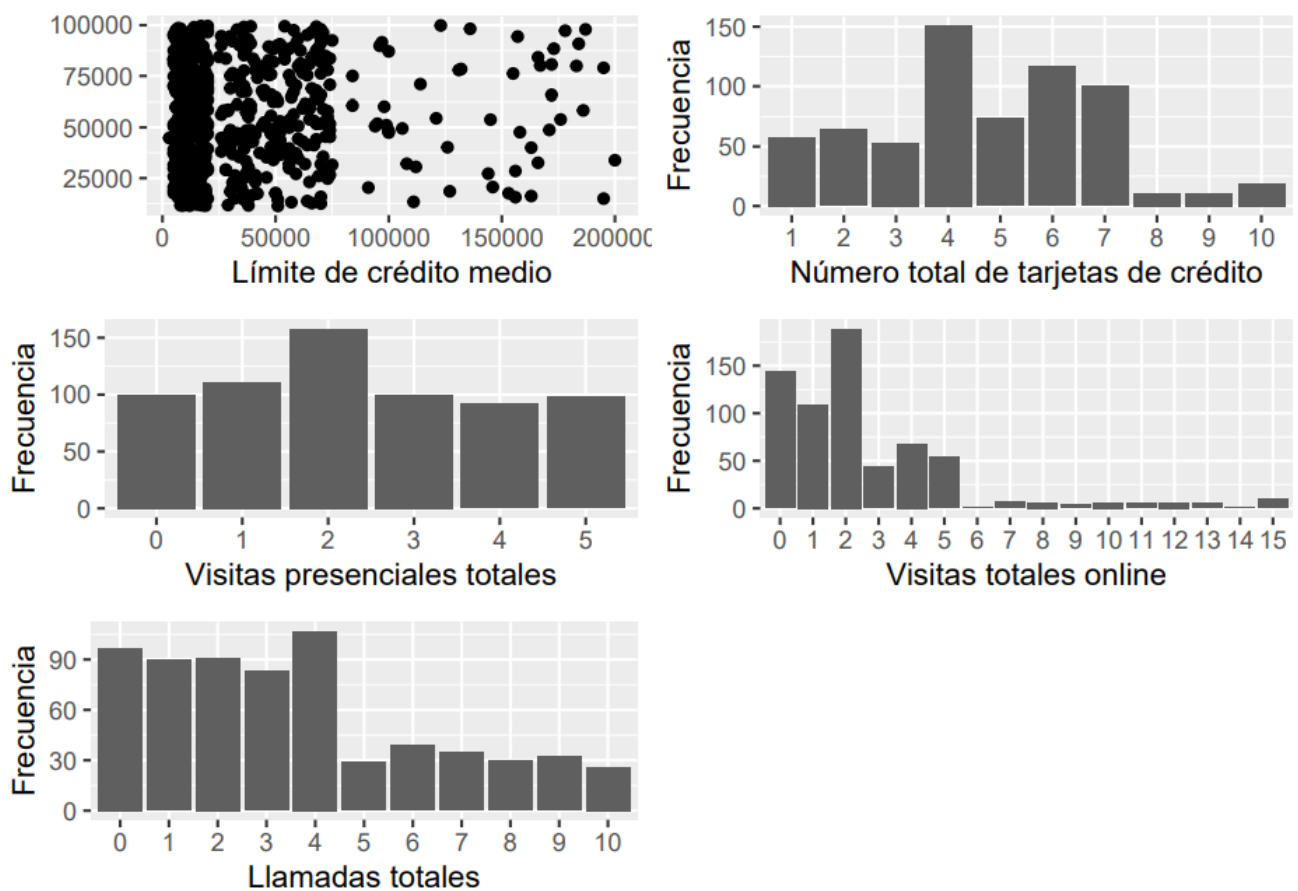 100000
75000
50000
25000
0 50000 100000 150000 200000
Límite de crédito medio
Frecuencia
150
100
50
0
1 2 3 4 5 6 7 8 9 10
Número total de tarjetas de crédito
Frecuencia
150
100
50
0
0 1 2 3 4 5
Visitas presenciales totales
Frecuencia
150
100
50
0
0 1 2 3 4 5 6 7 8 9 10 11 12 13 14 15
Visitas totales online
Frecuencia
90
60
30
0
0 1 2 3 4 5 6 7 8 9 10
Llamadas totales